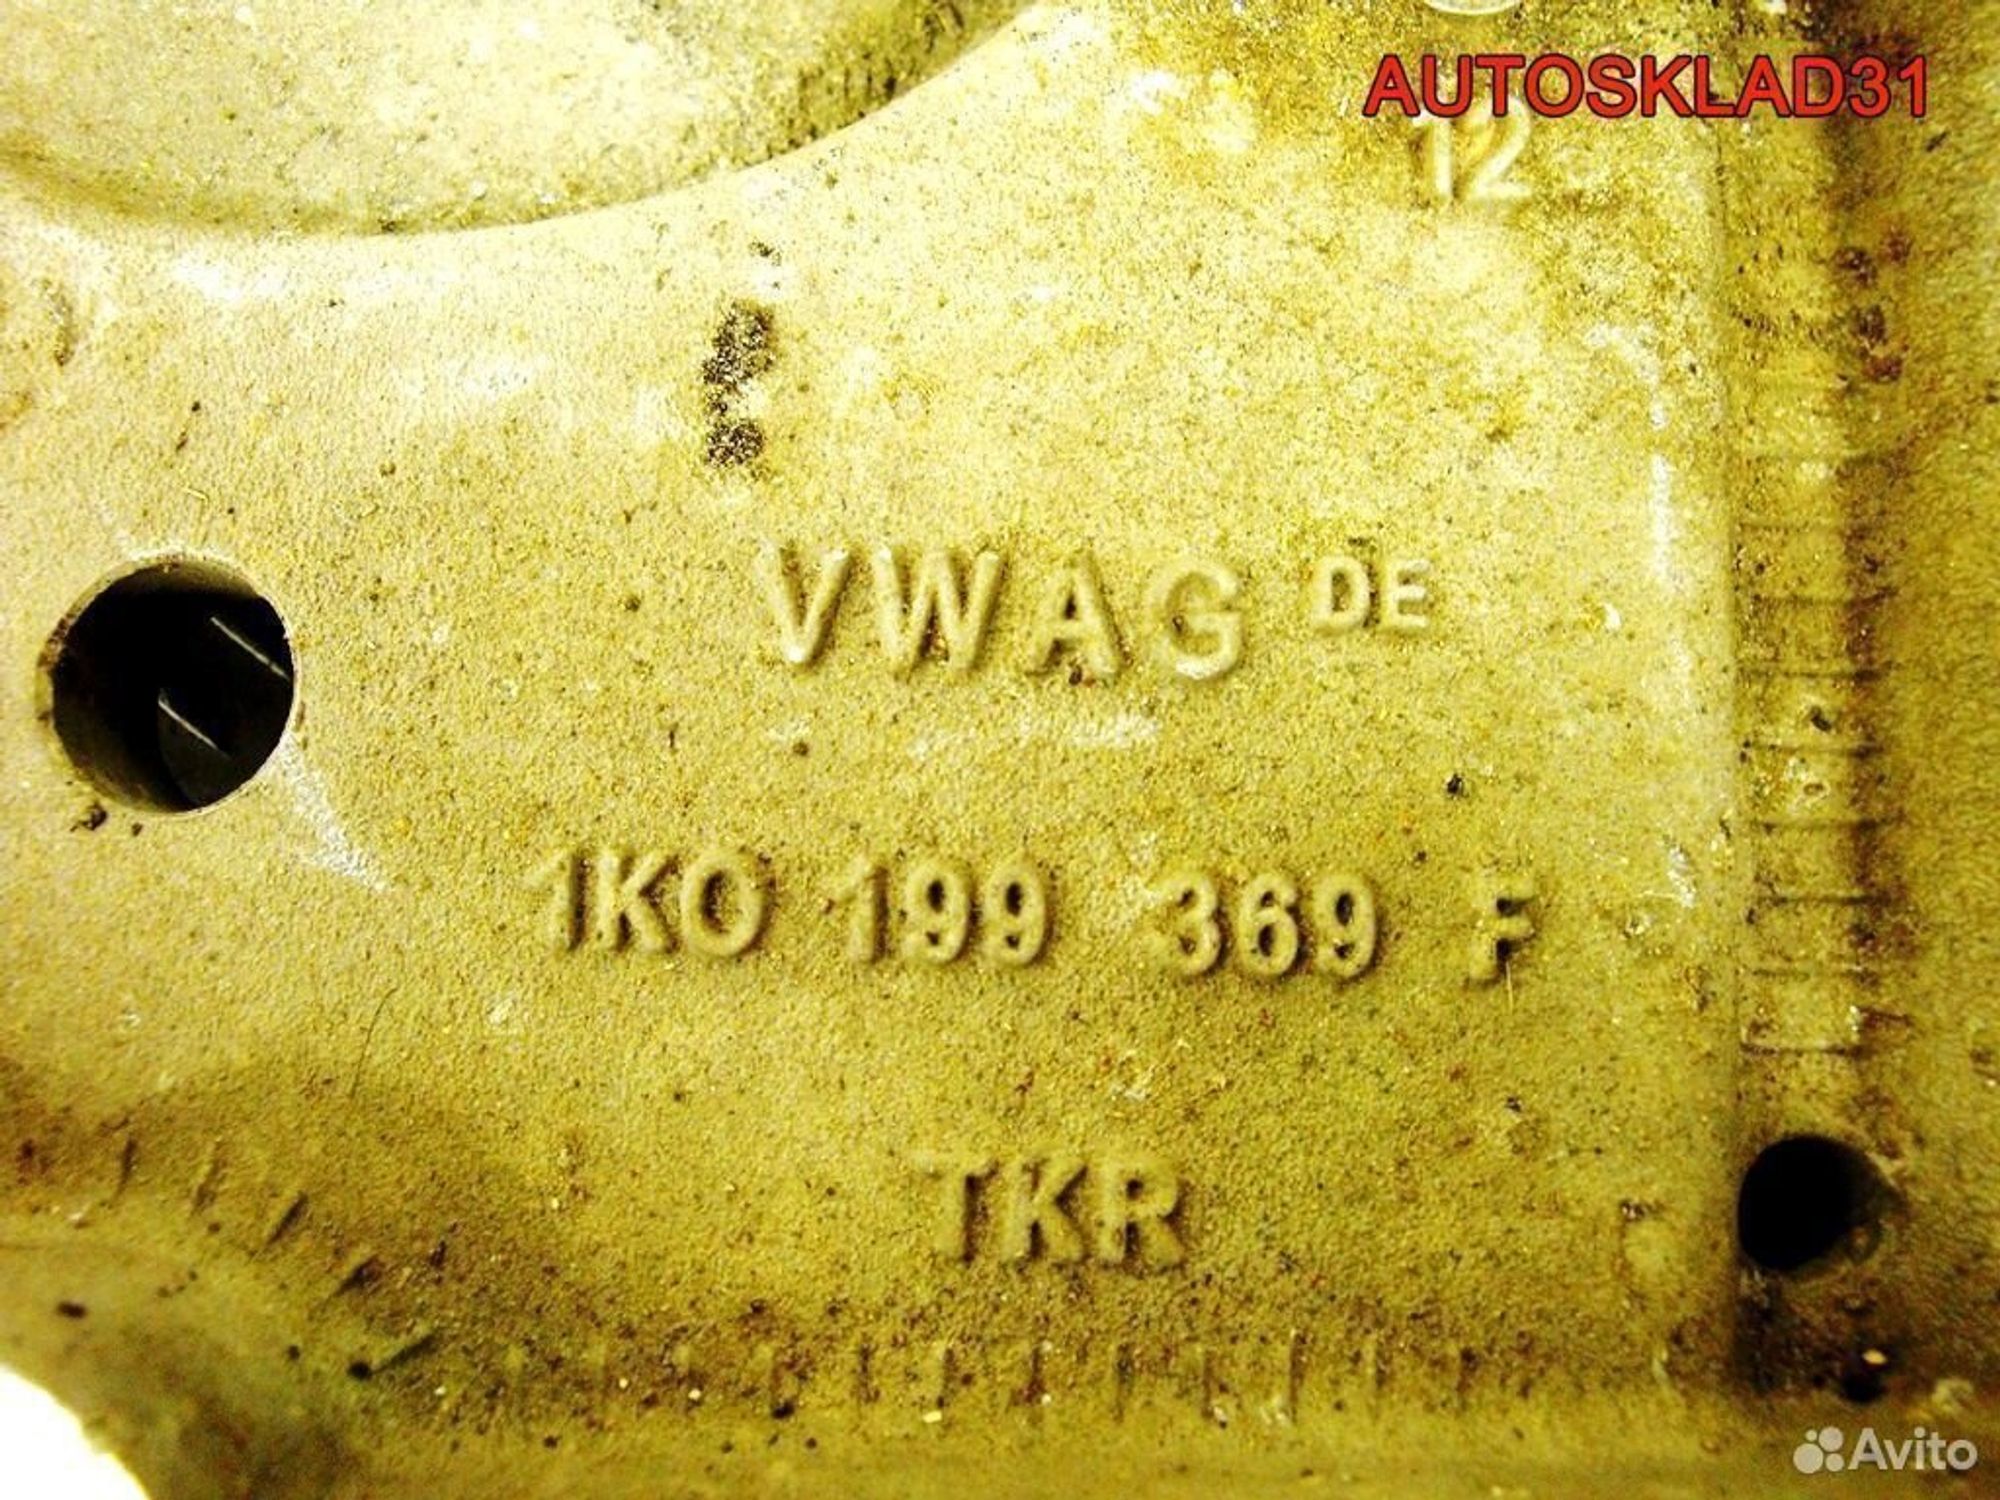 AUTOSKLAD31
12
VWAG DE
1K0 199 369 F
TKR
Avito